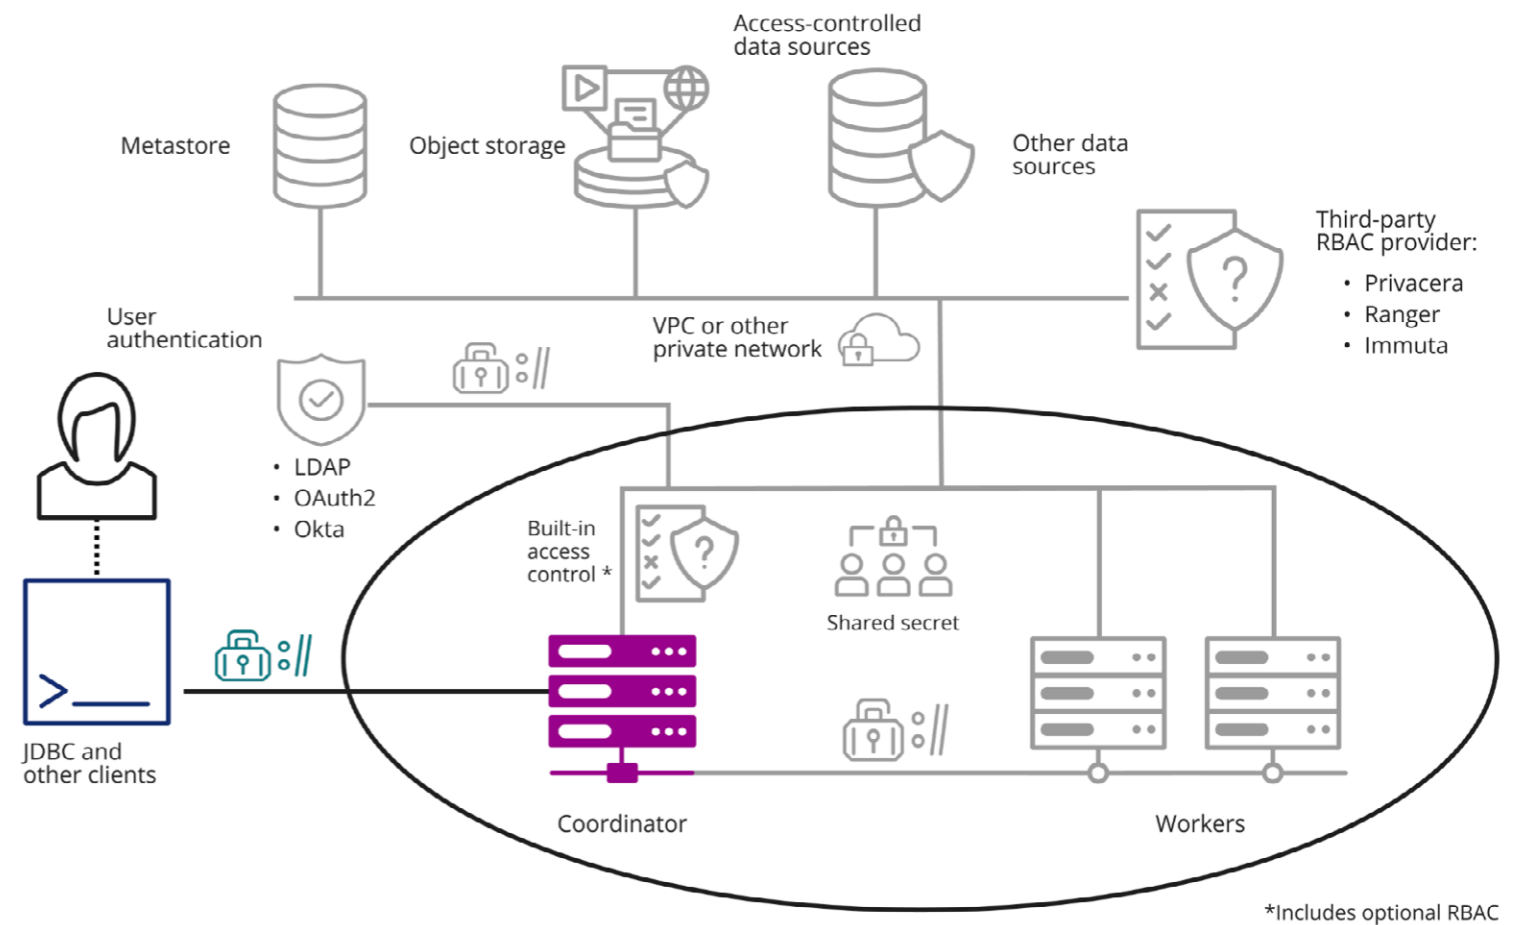 Access-controlled
data sources
Metastore
Object storage
Other data
sources
Third-party
RBAC provider:
• Privacera
• Ranger
• Immuta
User
authentication
VPC or other
private network
://
• LDAP
• OAuth2
• Okta
Built-in
access
control *
?
?
Shared secret
://
://
>__
JDBC and
other clients
Coordinator
Workers
*Includes optional RBAC